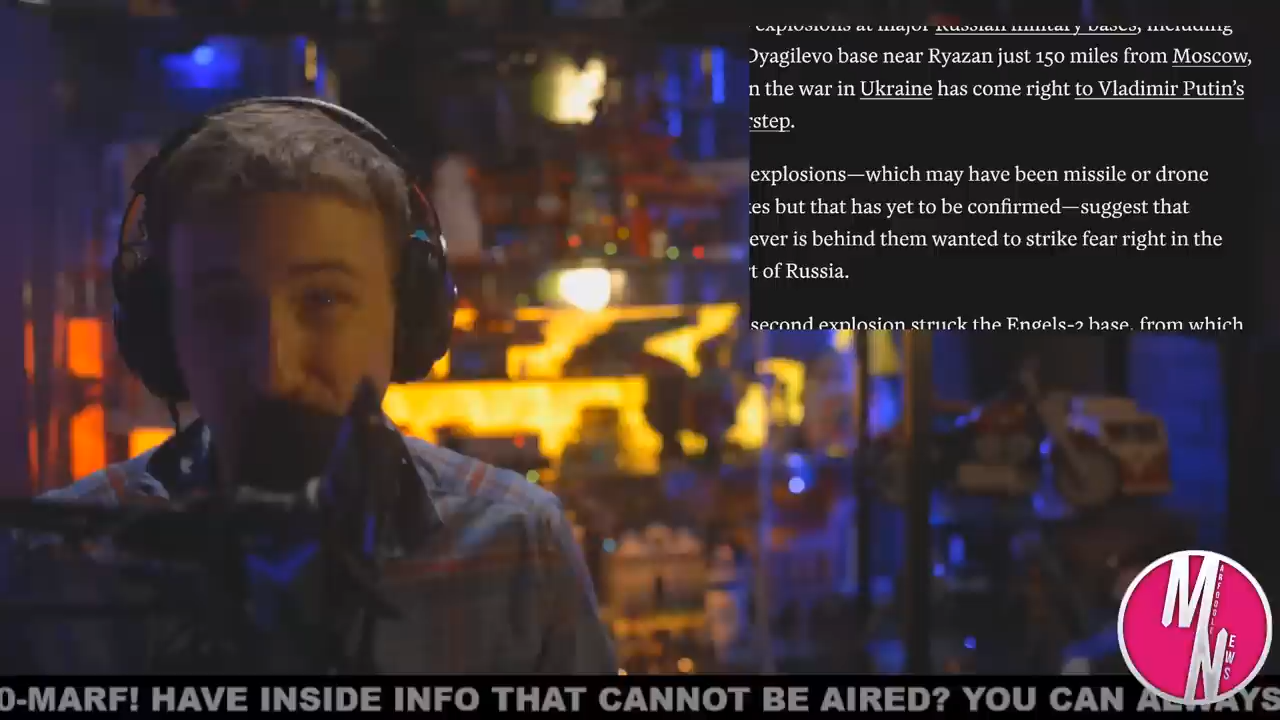 explosions at major Russian military bases, including
Dyagilevo base near Ryazan just 150 miles from Moscow,
n the war in Ukraine has come right to Vladimir Putin's
rstep.
explosions—which may have been missile or drone
es but that has yet to be confirmed—suggest that
ever is behind them wanted to strike fear right in the
t of Russia.
second explosion struck the Engels-2 base, from which
MARFOOGLE
NEWS
0-MARF! HAVE INSIDE INFO THAT CANNOT BE AIRED? YOU CAN ALWAYS